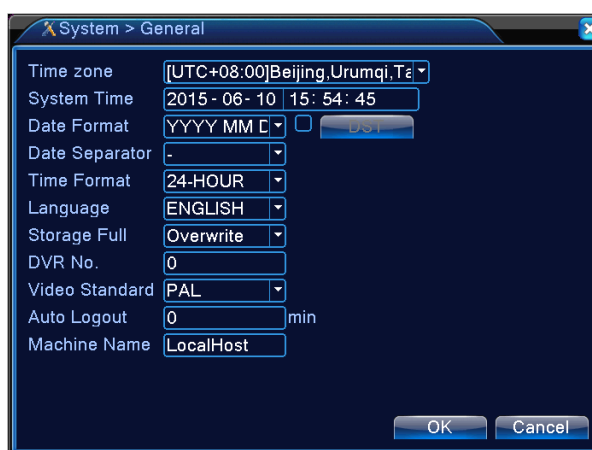 System > General
Time zone [UTC+08:00]Beijing,Urumqi,Ta
System Time 2015 - 06 - 10 15: 54: 45
Date Format YYYY MM D DST
Date Separator -
Time Format 24-HOUR
Language ENGLISH
Storage Full Overwrite
DVR No. 0
Video Standard PAL
Auto Logout 0 min
Machine Name LocalHost
OK Cancel